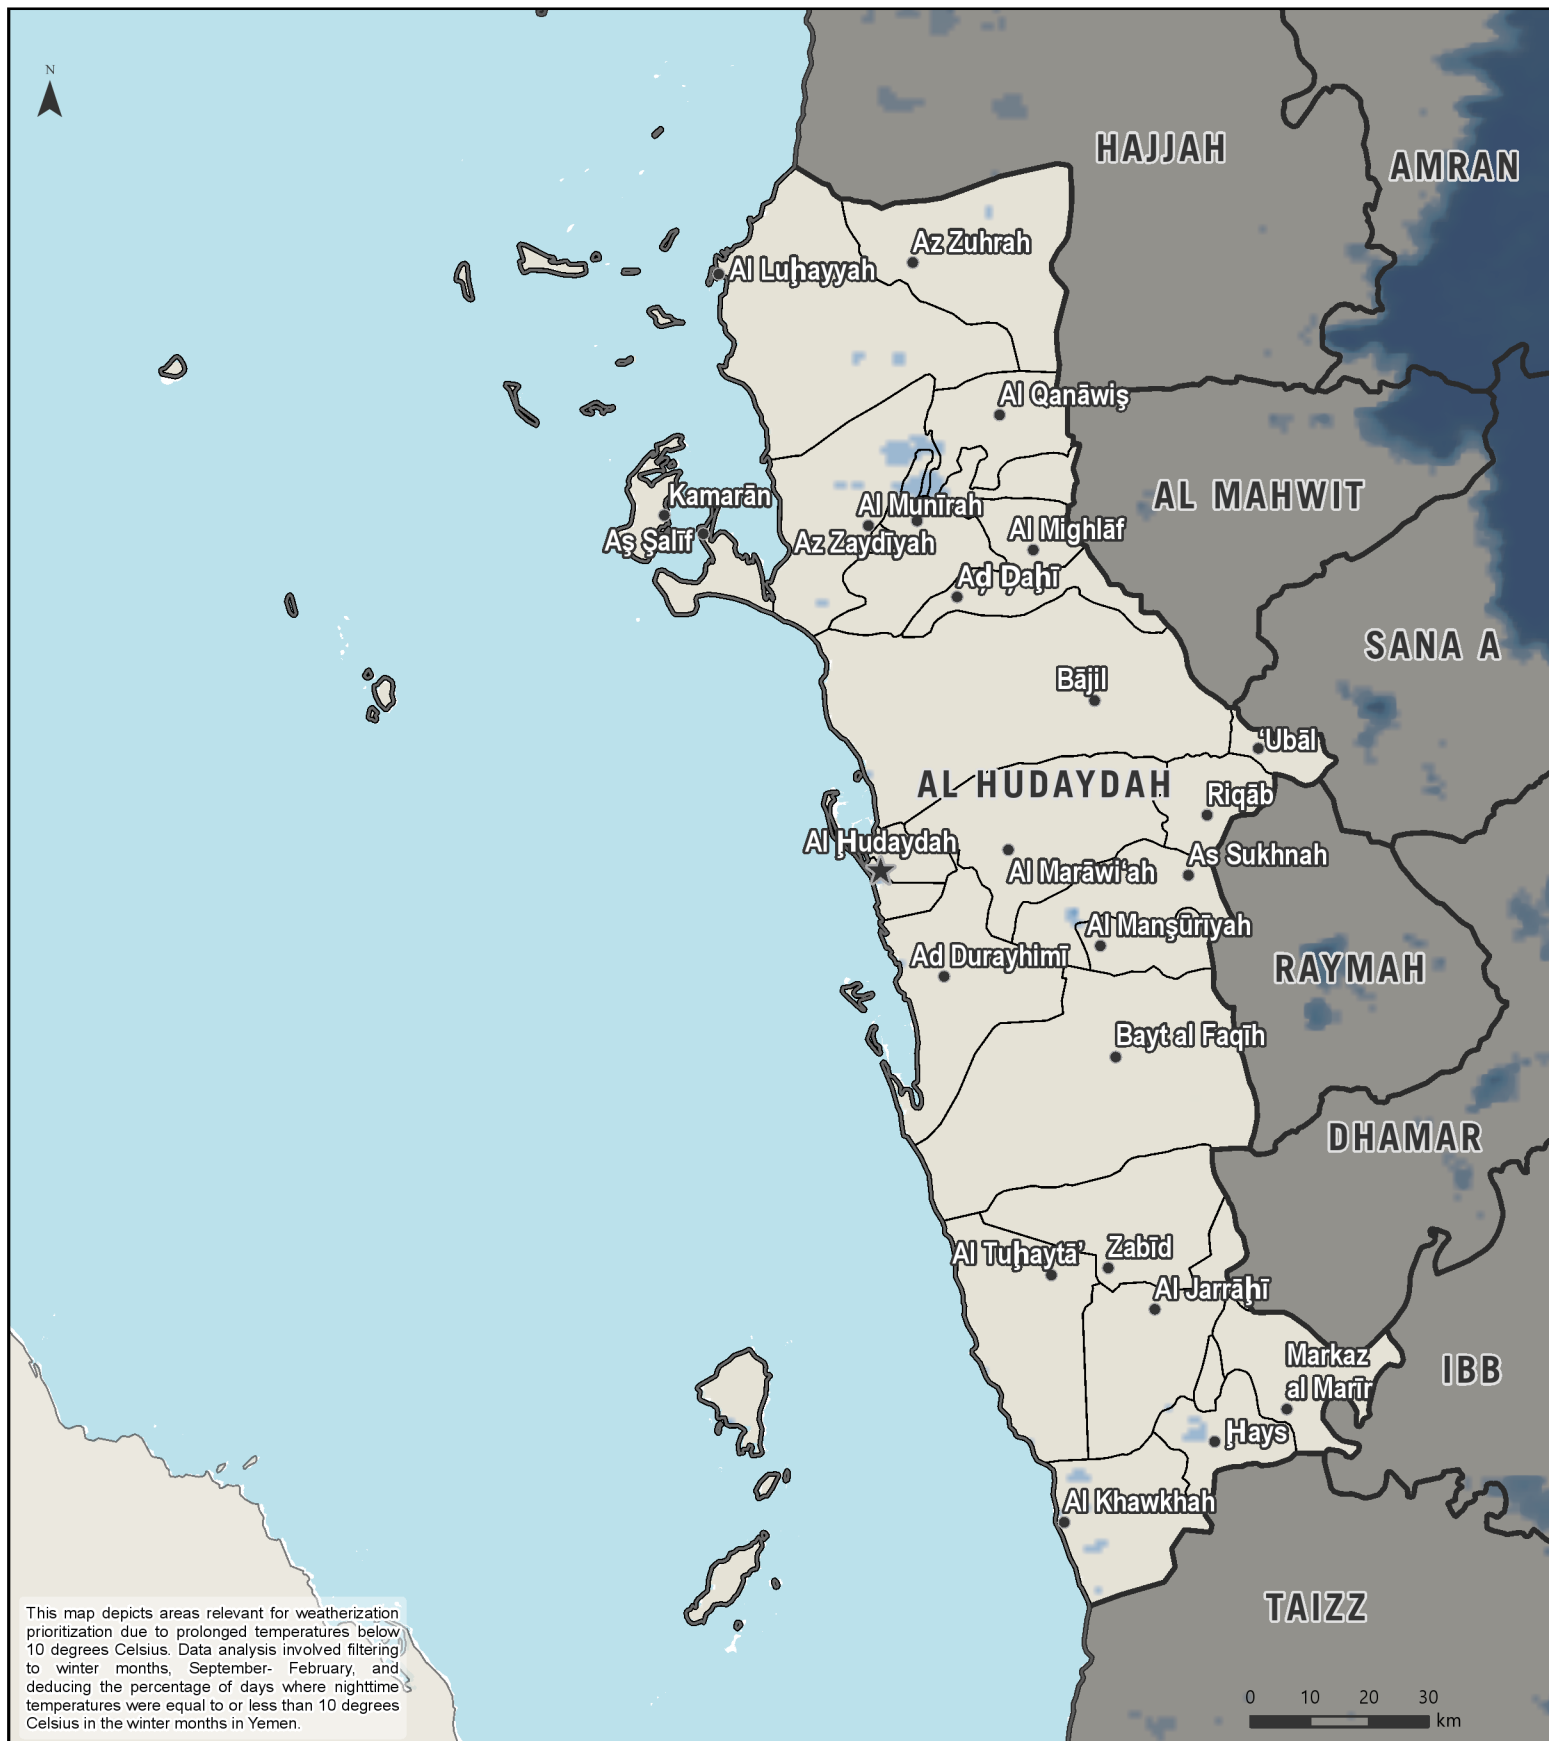 N
HAJJAH
AMRAN
Az Zuhrah
Al Luḩayyah
Al Qanāwiş
Kamarān
AL MAHWIT
Al Munīrah
Al Mighlāf
Aş Şalīf
Az Zaydīyah
Aḑ Ḑaḩī
SANA A
Bājil
‘Ubāl
AL HUDAYDAH
Riqāb
Al Ḩudaydah
Al Marāwi‘ah
As Sukhnah
Al Manşūrīyah
Ad Durayhimī
RAYMAH
Bayt al Faqīh
DHAMAR
Al Tuḩaytā’
Zabīd
Al Jarrāḩī
Markaz
al Marīr
IBB
Ḩays
Al Khawkhah
TAIZZ
This map depicts areas relevant for weatherization
prioritization due to prolonged temperatures below
10 degrees Celsius. Data analysis involved filtering
to winter months, September- February, and
deducing the percentage of days where nighttime
temperatures were equal to or less than 10 degrees
Celsius in the winter months in Yemen.
0 10 20 30
km